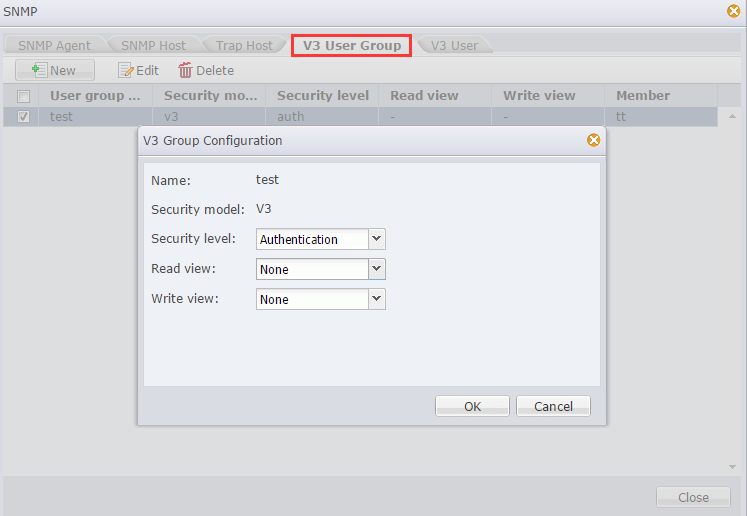 SNMP
SNMP Agent SNMP Host Trap Host V3 User Group V3 User
New Edit Delete
User group ... Security mo... Security level Read view Write view Member
test v3 auth - - tt
V3 Group Configuration
Name: test
Security model: V3
Security level: Authentication
Read view: None
Write view: None
OK Cancel
Close